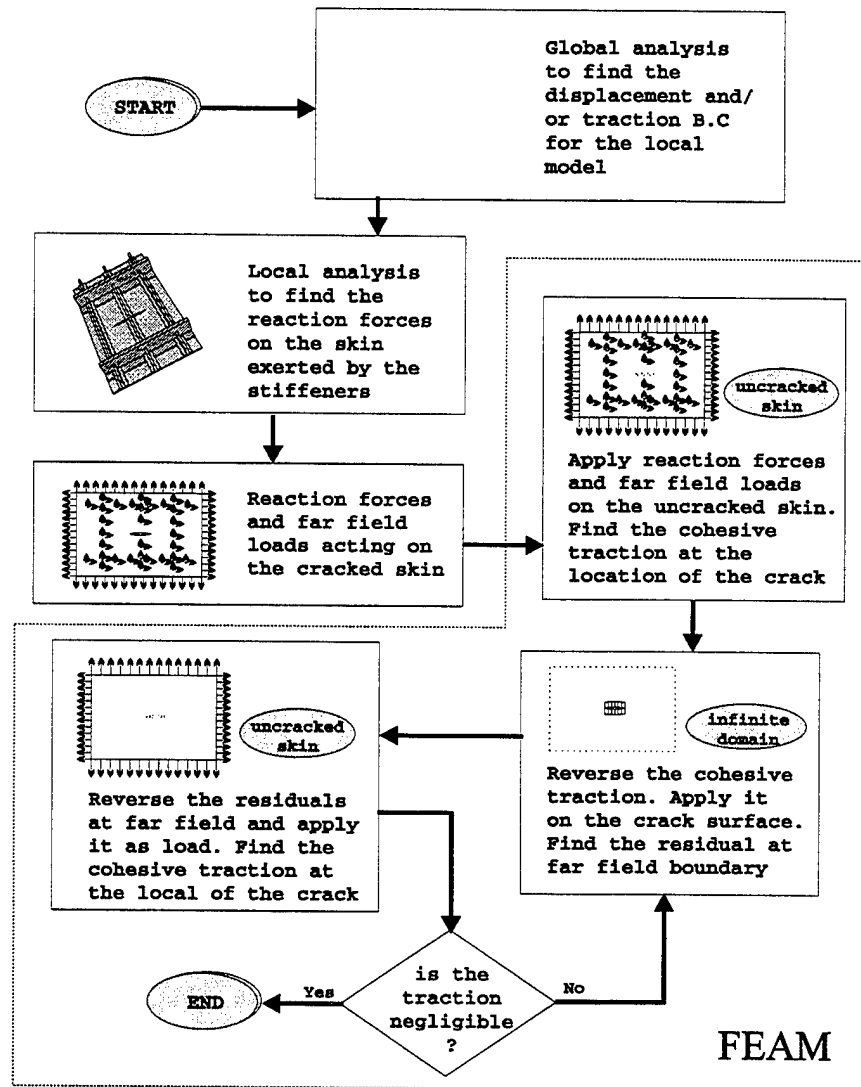 START
Global analysis
to find the
displacement and/
or traction B.C
for the local
model
Local analysis
to find the
reaction forces
on the skin
exerted by the
stiffeners
Reaction forces
and far field
loads acting on
the cracked skin
uncracked
skin
Apply reaction forces
and far field loads
on the uncracked skin.
Find the cohesive
traction at the
location of the crack
infinite
domain
Reverse the cohesive
traction. Apply it
on the crack surface.
Find the residual at
far field boundary
uncracked
skin
Reverse the residuals
at far field and apply
it as load. Find the
cohesive traction at
the local of the crack
is the
traction
negligible
?
Yes
No
END
FEAM